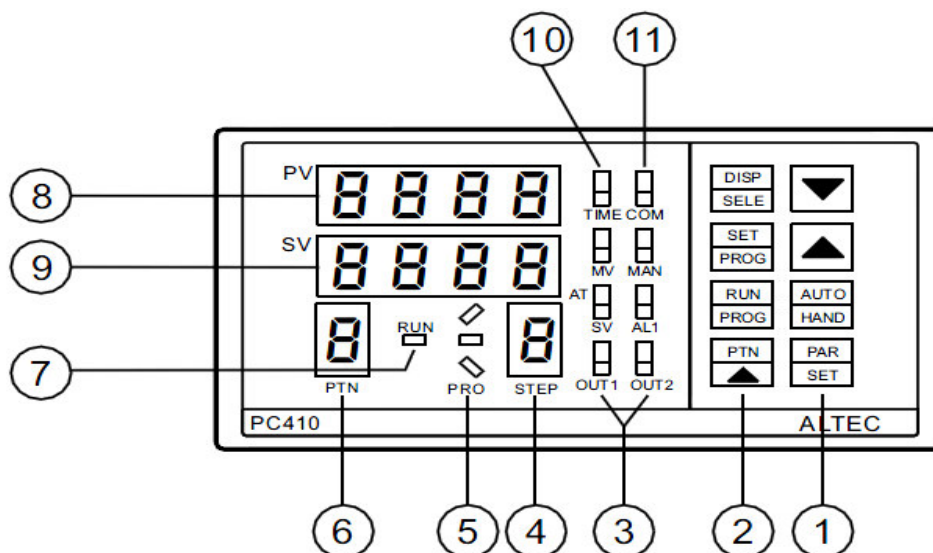 10 11
PV 8888
8
TIME COM
DISP
SELE
SV 8888
9
MV MAN
SET
PROG
AT
SV AL1
RUN
PROG
AUTO
HAND
8
RUN
8
7
PTN
PRO
STEP
OUT1 OUT2
PTN
PAR
SET
PC410
ALTEC
6 5 4 3 2 1